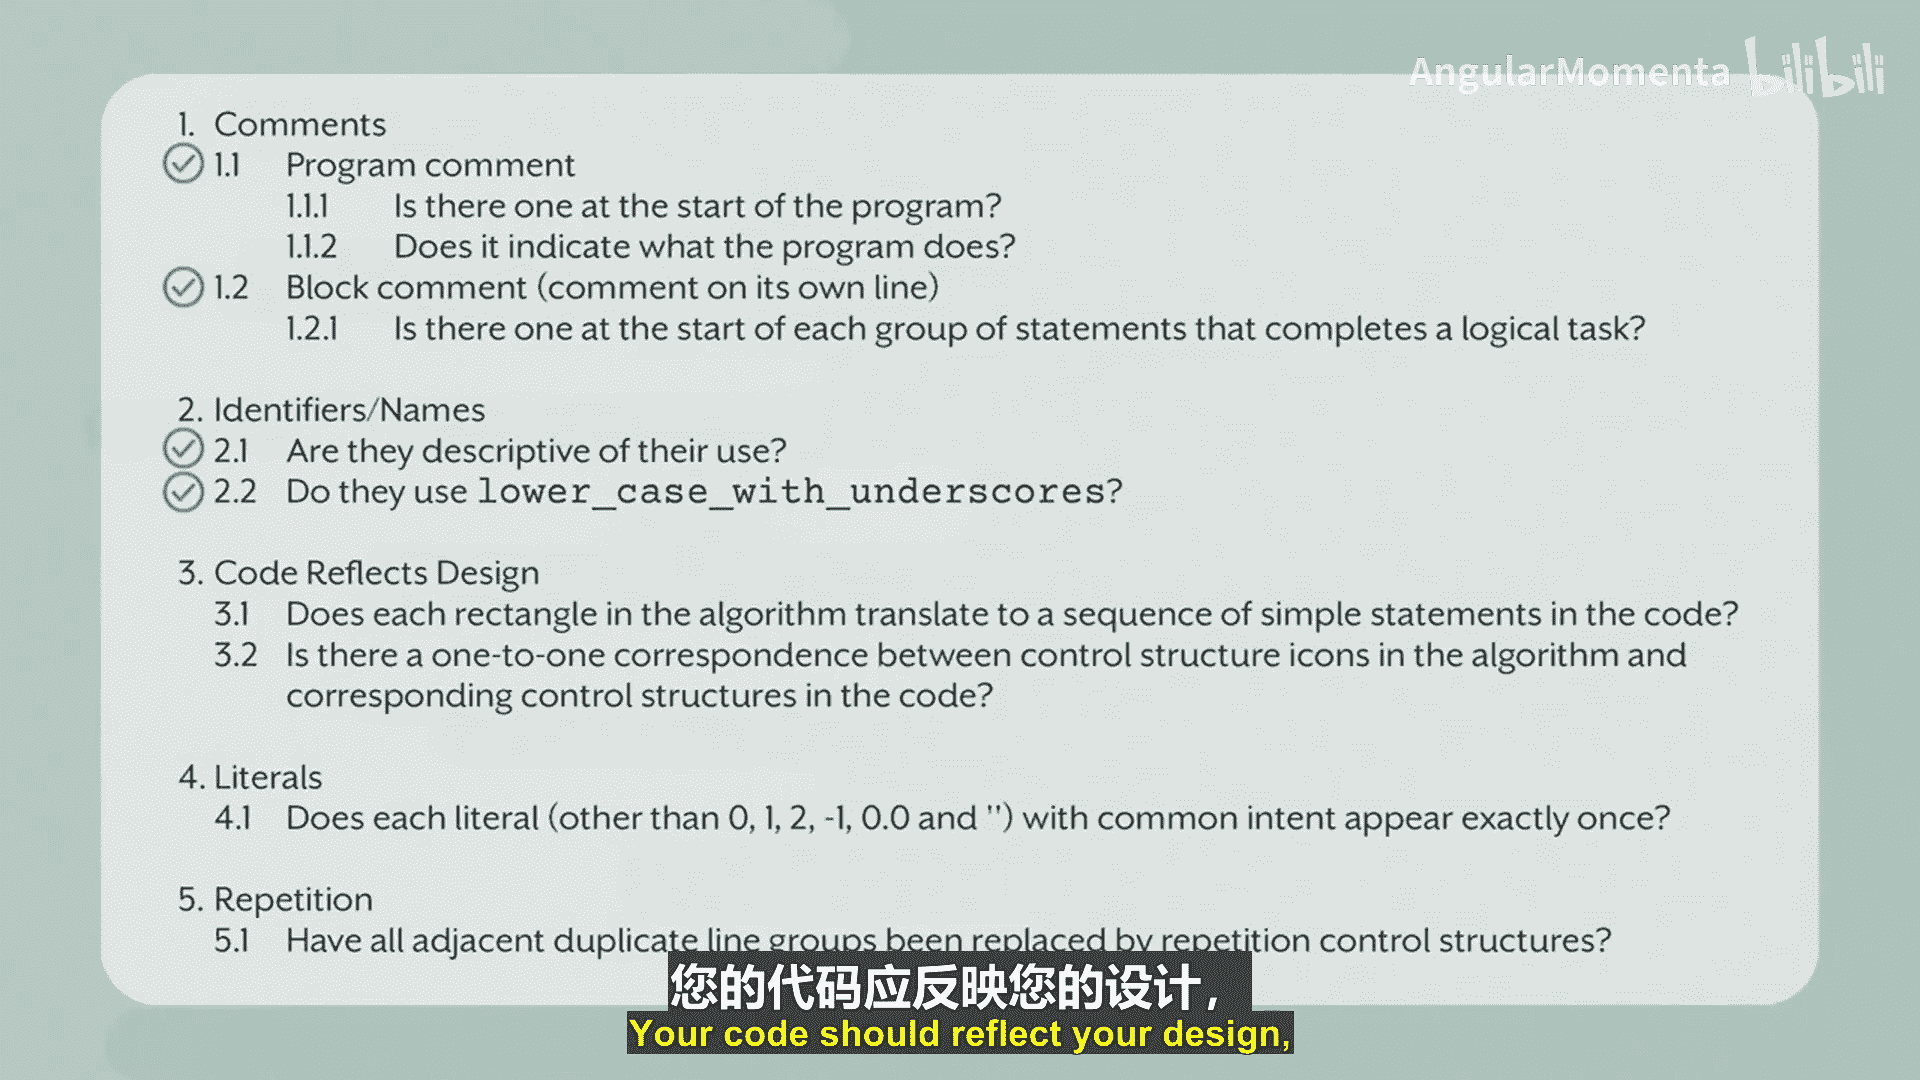 AngularMomenta bilibili
1. Comments
1.1 Program comment
1.1.1 Is there one at the start of the program?
1.1.2 Does it indicate what the program does?
1.2 Block comment (comment on its own line)
1.2.1 Is there one at the start of each group of statements that completes a logical task?
2. Identifiers/Names
2.1 Are they descriptive of their use?
2.2 Do they use lower_case_with_underscores?
3. Code Reflects Design
3.1 Does each rectangle in the algorithm translate to a sequence of simple statements in the code?
3.2 Is there a one-to-one correspondence between control structure icons in the algorithm and
corresponding control structures in the code?
4. Literals
4.1 Does each literal (other than 0, 1, 2, -1, 0.0 and '') with common intent appear exactly once?
5. Repetition
5.1 Have all adjacent duplicate line groups been replaced by repetition control structures?
您的代码应反映您的设计，
Your code should reflect your design,